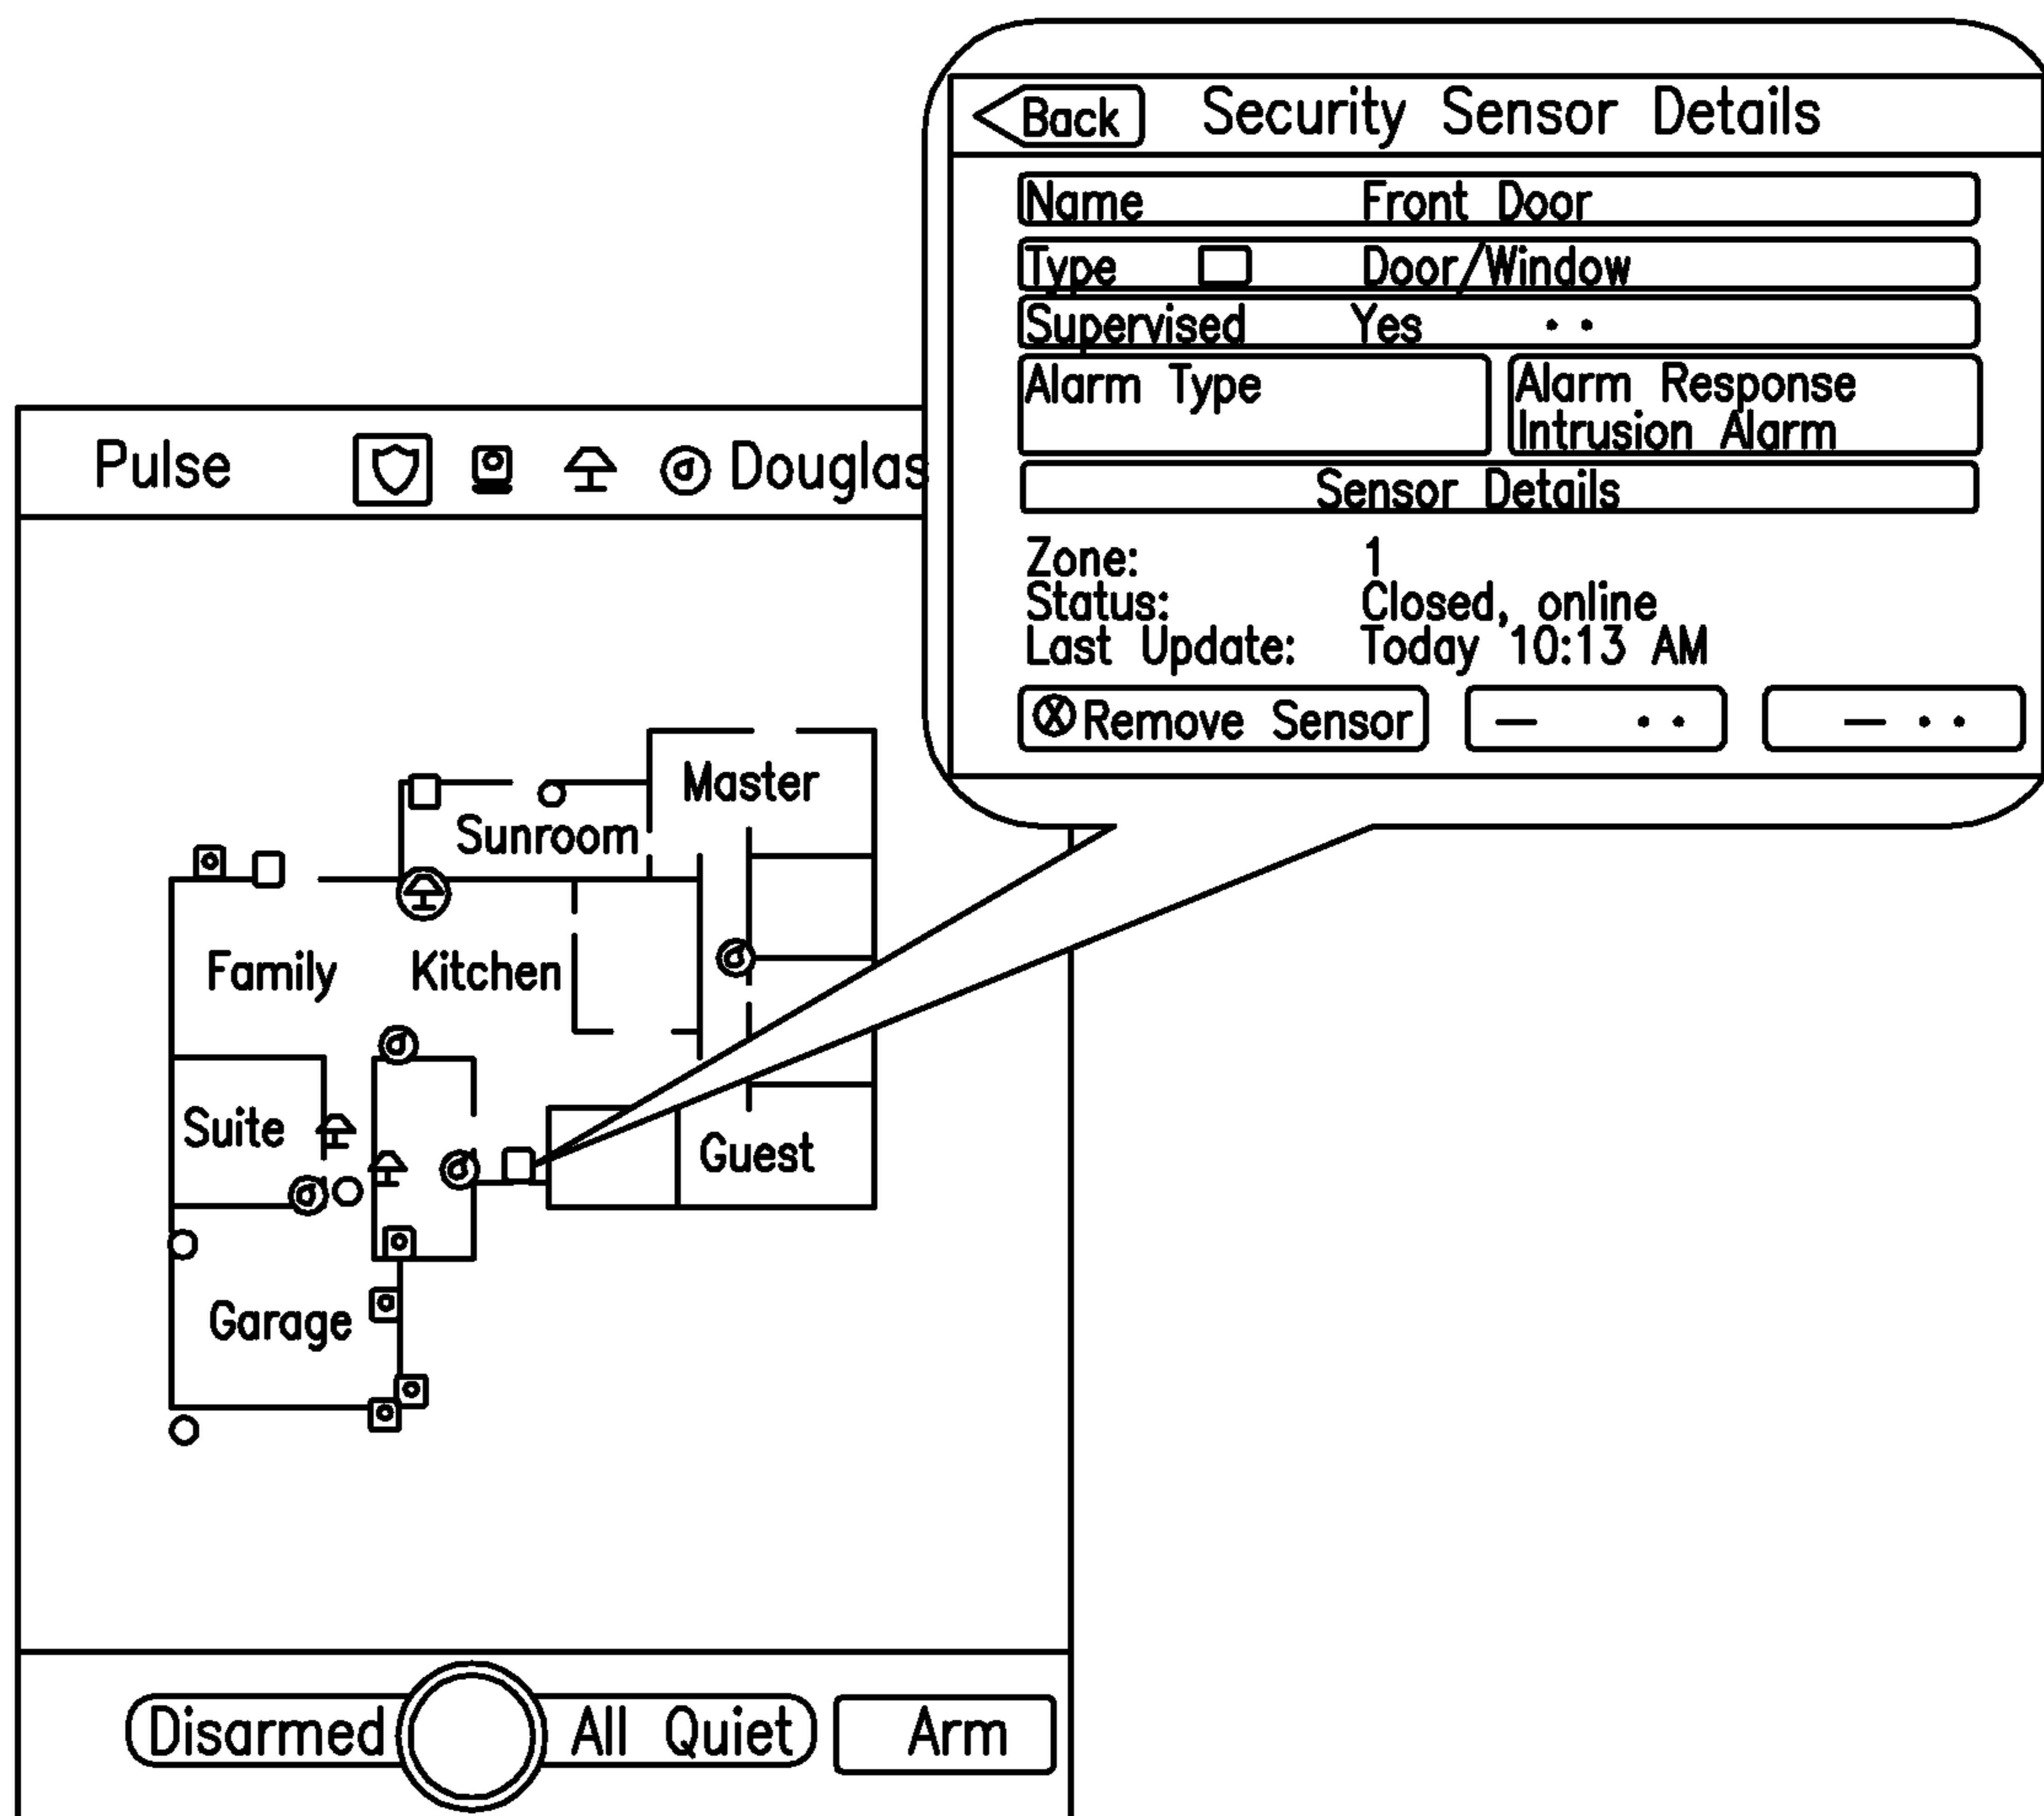 Back Security Sensor Details
Name Front Door
Type Door/Window
Supervised Yes
Alarm Type
Alarm Response
Intrusion Alarm
Sensor Details
Zone: 1
Status: Closed, online
Last Update: Today 10:13 AM
Remove Sensor
Pulse Douglas
Master
Sunroom
Family Kitchen
Suite
Guest
Garage
Disarmed All Quiet Arm